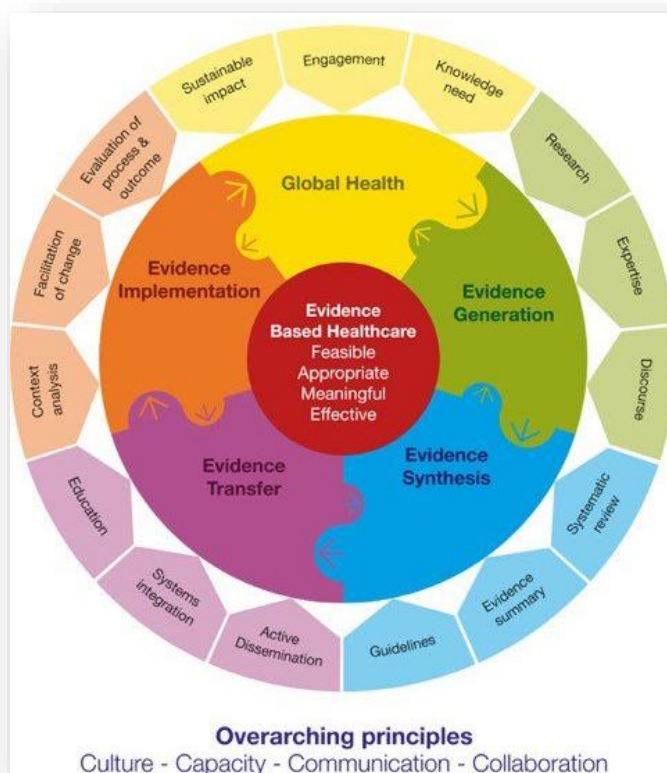 Sustainable
impact
Engagement
Knowledge
need
Research
Expertise
Discourse
Systematic
review
Evidence
summary
Guidelines
Active
Dissemination
Systems
integration
Education
Context
analysis
Facilitation
of change
Evaluation of
process &
outcome
Global Health
Evidence
Generation
Evidence
Synthesis
Evidence
Transfer
Evidence
Implementation
Evidence
Based Healthcare
Feasible
Appropriate
Meaningful
Effective
Overarching principles
Culture - Capacity - Communication - Collaboration